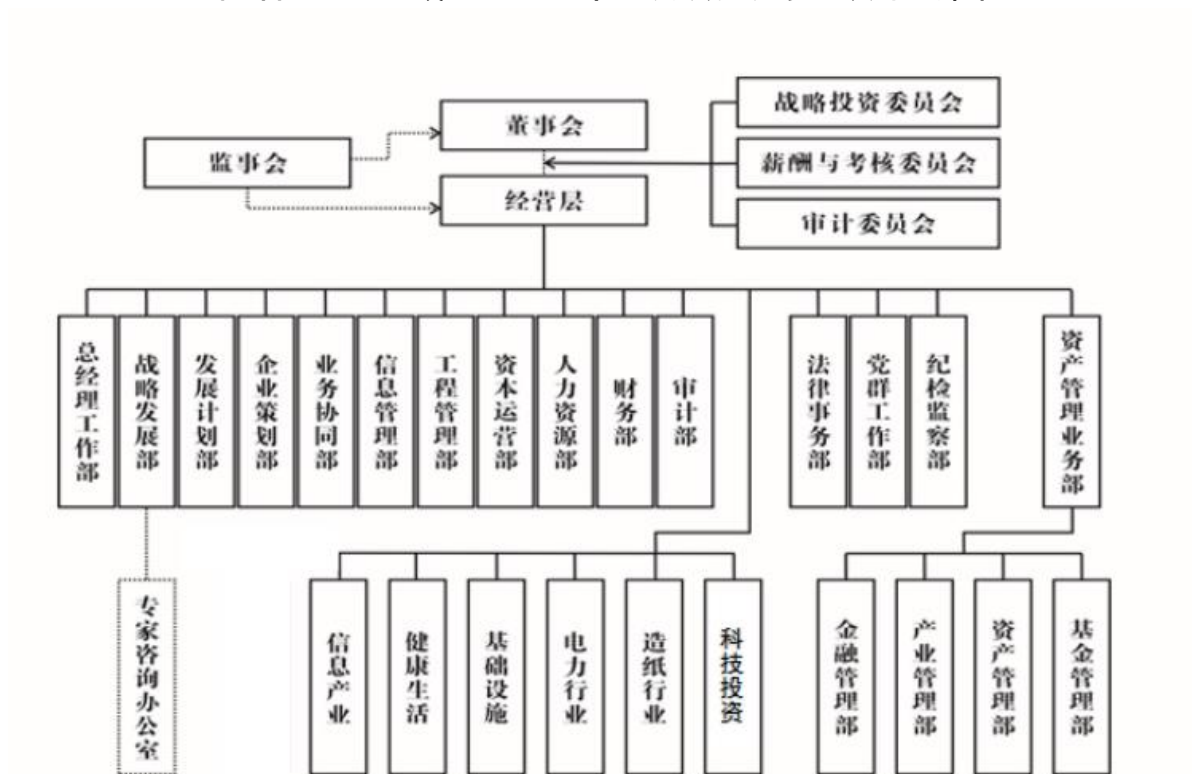 战略投资委员会
董事会
监事会
薪酬与考核委员会
经营层
审计委员会
总经理工作部
战略发展部
发展计划部
企业策划部
业务协同部
信息管理部
工程管理部
资本运营部
人力资源部
财务部
审计部
法律事务部
党群工作部
纪检监察部
资产管理业务部
专家咨询办公室
信息产业
健康生活
基础设施
电力行业
造纸行业
科技投资
金融管理部
产业管理部
资产管理部
基金管理部